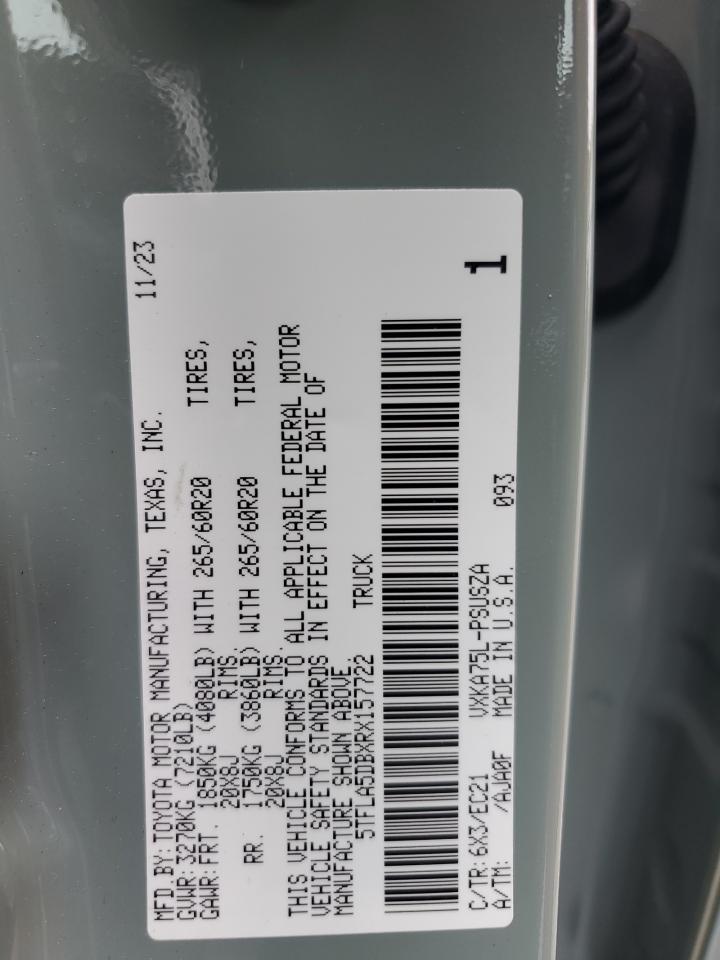 MFD.BY:TOYOTA MOTOR MANUFACTURING, TEXAS, INC. 11/23
GVWR:3270KG (7210LB)
GAWR:FRT. 1850KG (4080LB) WITH 265/60R20 TIRES,
20X8J RIMS.
RR. 1750KG (3860LB) WITH 265/60R20 TIRES,
20X8J RIMS.
THIS VEHICLE CONFORMS TO ALL APPLICABLE FEDERAL MOTOR
VEHICLE SAFETY STANDARDS IN EFFECT ON THE DATE OF
MANUFACTURE SHOWN ABOVE.
5TFLA5DBXRX157722 TRUCK
C/TR:6X3/EC21 VXKA75L-PSUSZA
A/TM: /AJA0F MADE IN U.S.A. 093
1